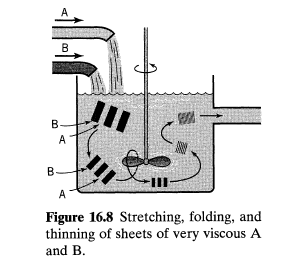 A
B
B
A
B
A
Figure 16.8 Stretching, folding, and
thinning of sheets of very viscous A
and B.